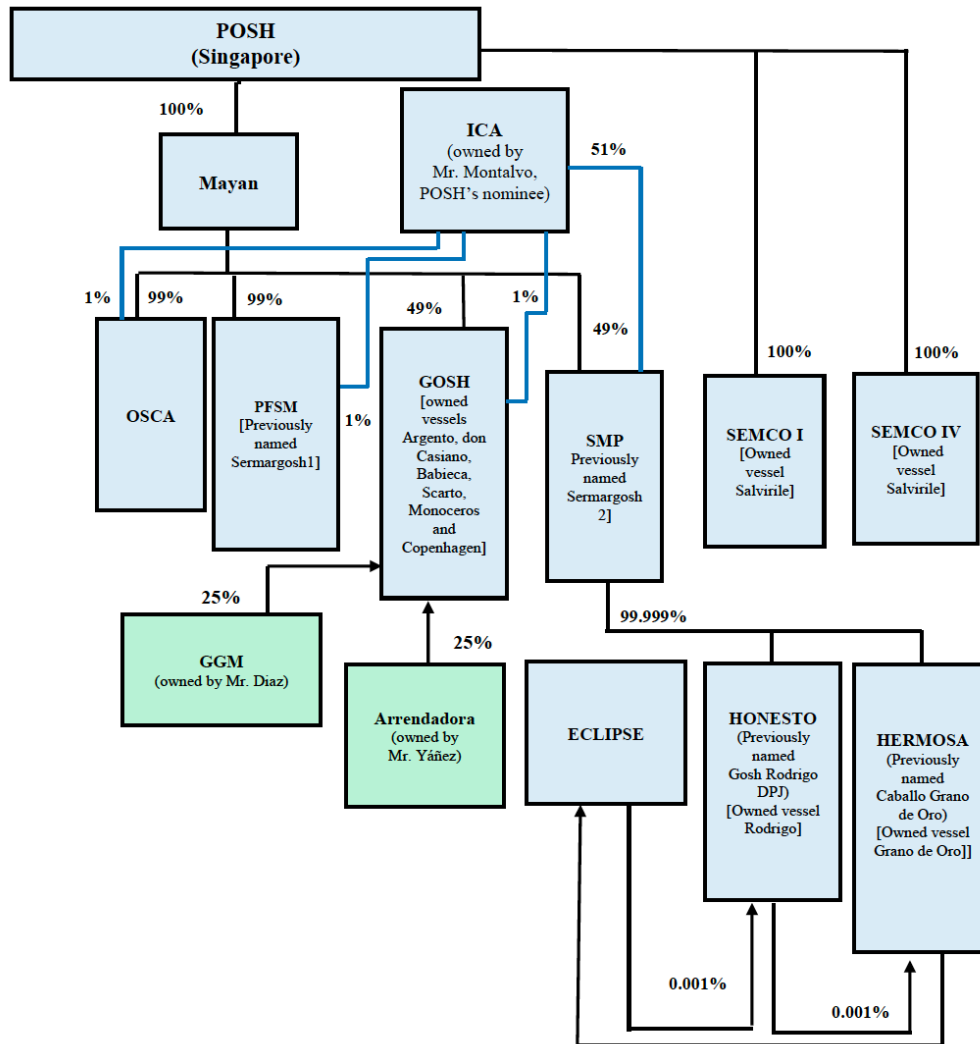 POSH
(Singapore)
100%
ICA
(owned by
Mr. Montalvo,
POSH's nominee)
51%
Mayan
1%
99%
99%
49%
1%
49%
100%
100%
OSCA
PFSM
[Previously
named
Sermargosh1]
1%
GOSH
[owned
vessels
Argento, don
Casiano,
Babieca,
Scarto,
Monoceros
and
Copenhagen]
SMP
Previously
named
Sermargosh
2]
SEMCO I
[Owned
vessel
Salvirile]
SEMCO IV
[Owned
vessel
Salvirile]
25%
GGM
(owned by Mr. Diaz)
25%
Arrendadora
(owned by
Mr. Yáñez)
99.999%
ECLIPSE
HONESTO
(Previously
named
Gosh Rodrigo
DPJ)
[Owned vessel
Rodrigo]
HERMOSA
(Previously
named
Caballo Grano
de Oro)
[Owned vessel
Grano de Oro]]
0.001%
0.001%